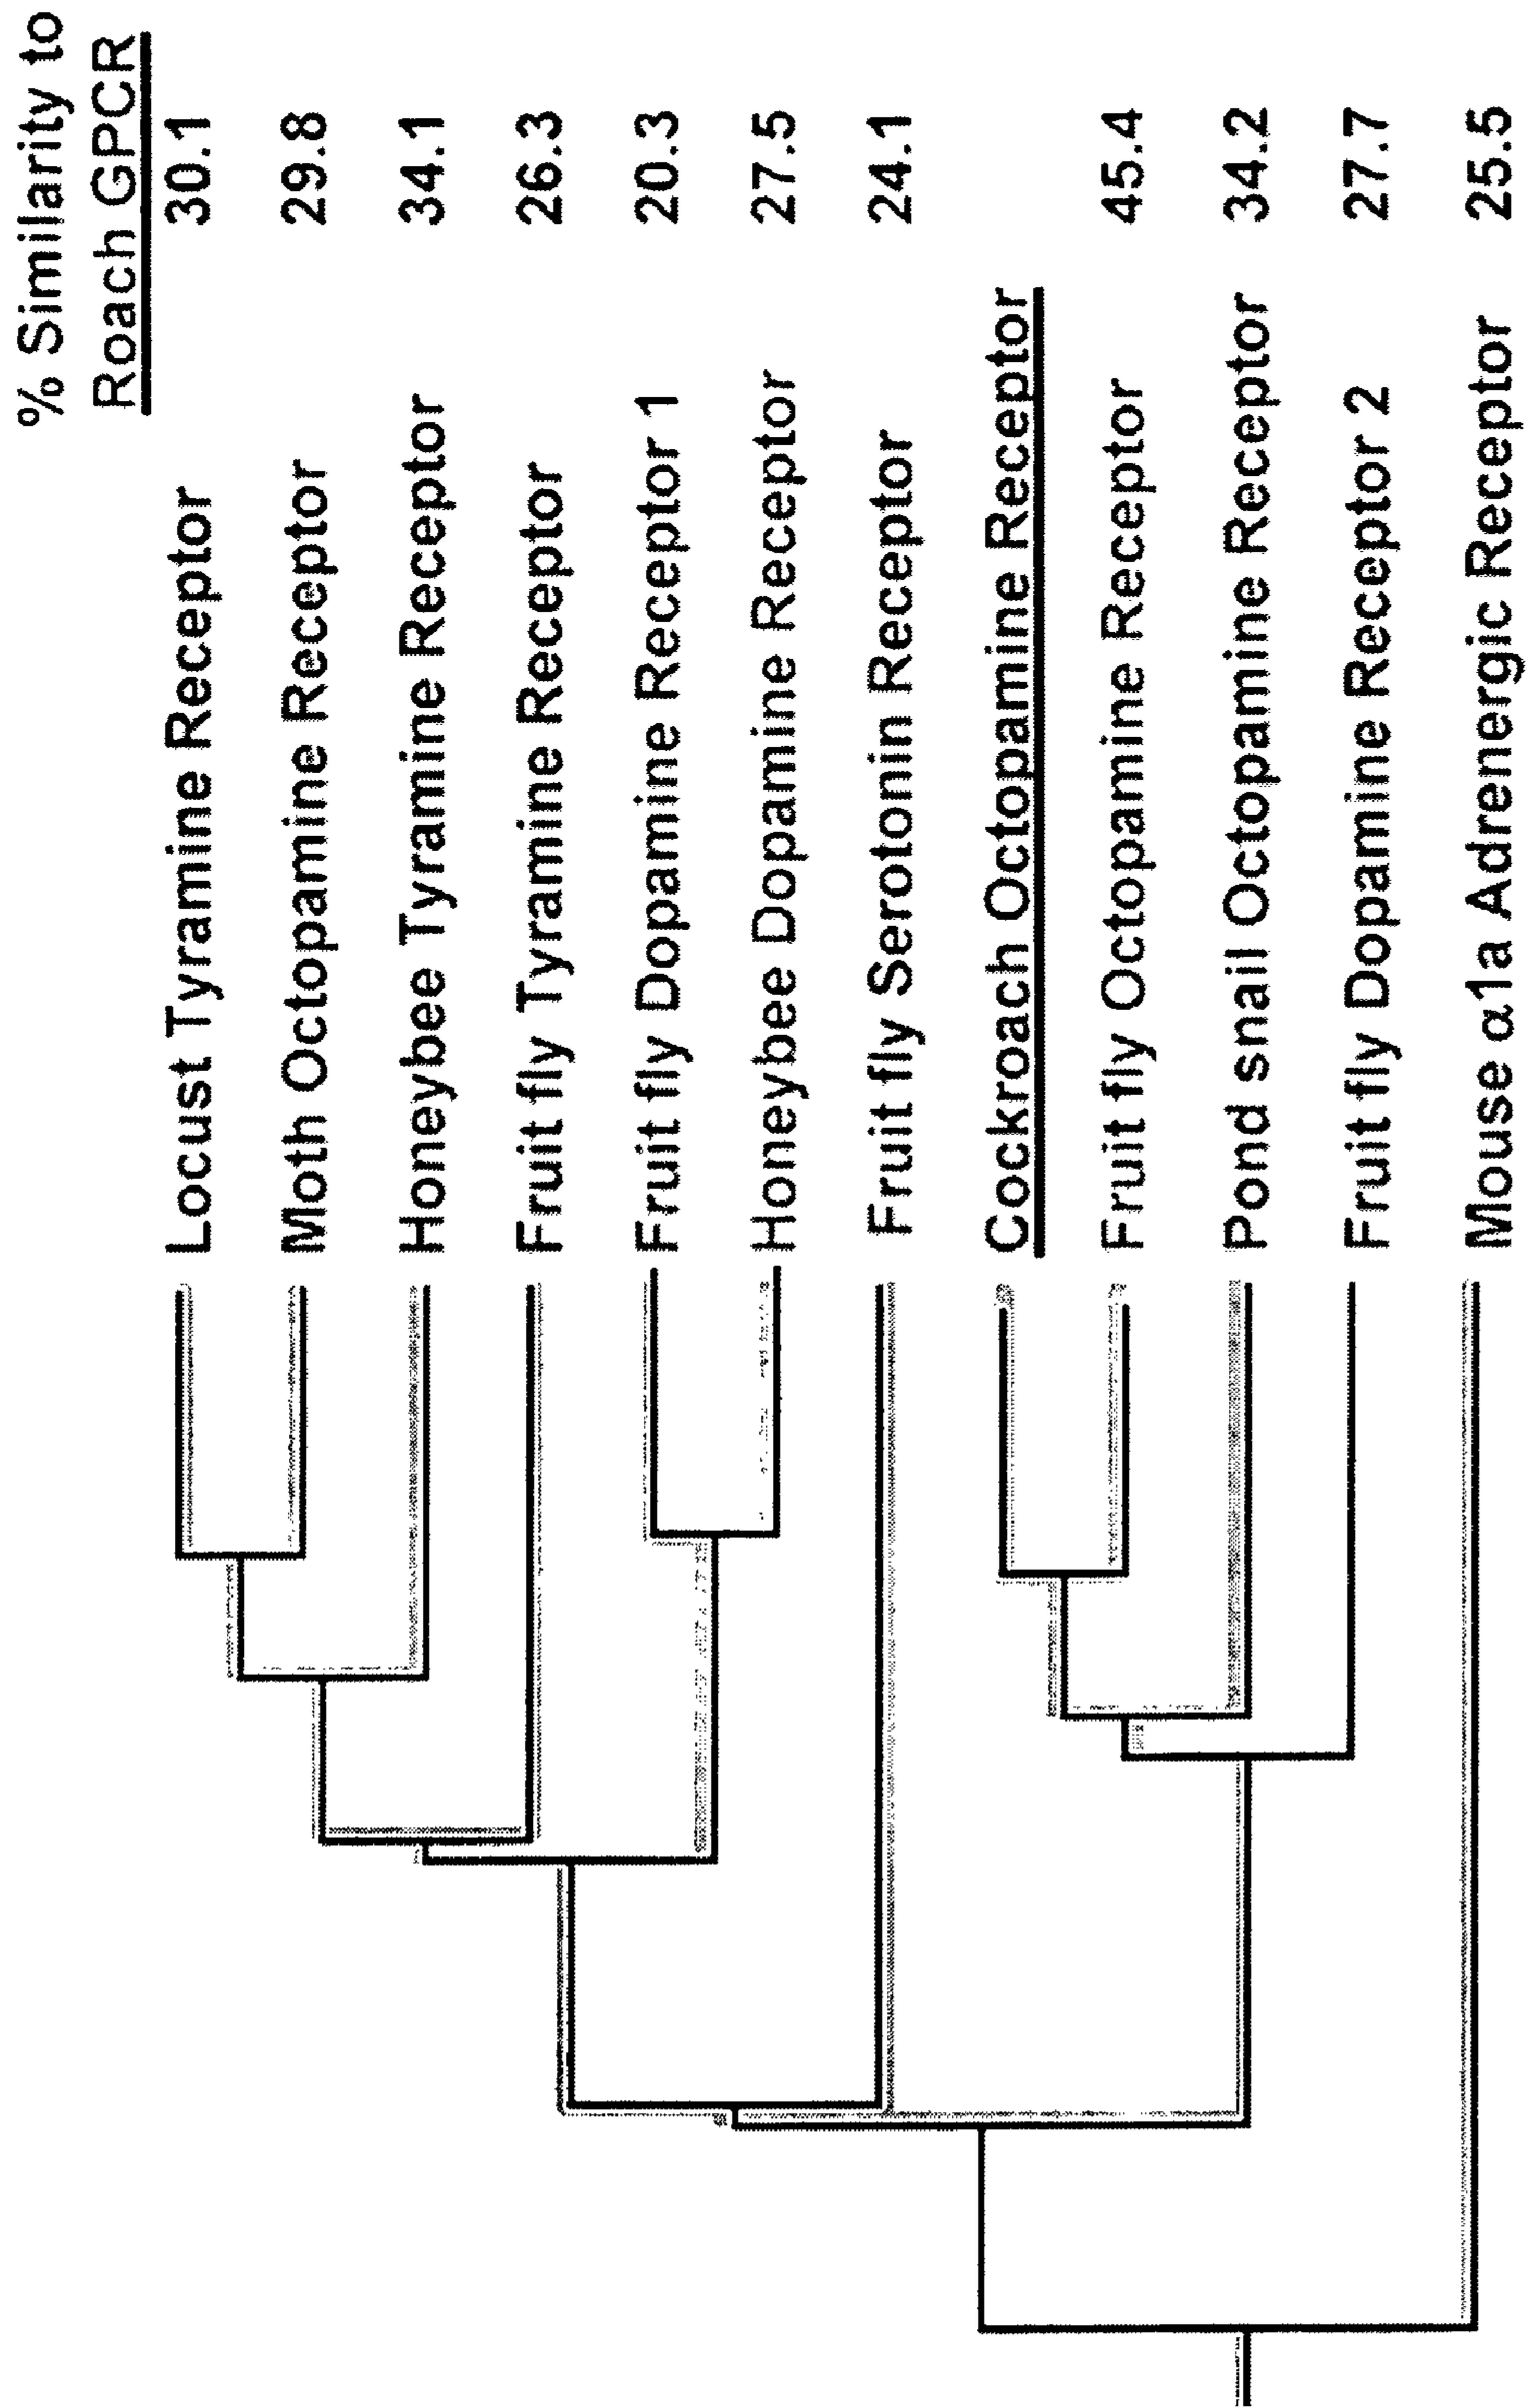 % Similarity to
Roach GPCR
Locust Tyramine Receptor 30.1
Moth Octopamine Receptor 29.8
Honeybee Tyramine Receptor 34.1
Fruit fly Tyramine Receptor 26.3
Fruit fly Dopamine Receptor 1 20.3
Honeybee Dopamine Receptor 27.5
Fruit fly Serotonin Receptor 24.1
Cockroach Octopamine Receptor
Fruit fly Octopamine Receptor 45.4
Pond snail Octopamine Receptor 34.2
Fruit fly Dopamine Receptor 2 27.7
Mouse α1a Adrenergic Receptor 25.5